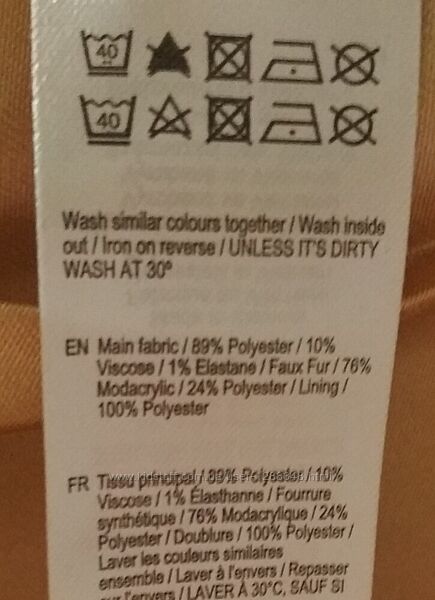 40
40
Wash similar colours together / Wash inside
out / Iron on reverse / UNLESS IT'S DIRTY
WASH AT 30º
EN Main fabric / 89% Polyester / 10%
Viscose / 1% Elastane / Faux Fur / 76%
Modacrylic / 24% Polyester / Lining /
100% Polyester
FR Tissu principal / 89% Polyester / 10%
Viscose / 1% Élasthanne / Fourrure
synthétique / 76% Modacrylique / 24%
Polyester / Doublure / 100% Polyester /
Laver les couleurs similaires
ensemble / Laver à l'envers / Repasser
sur l'envers / LAVER À 30°C, SAUF SI